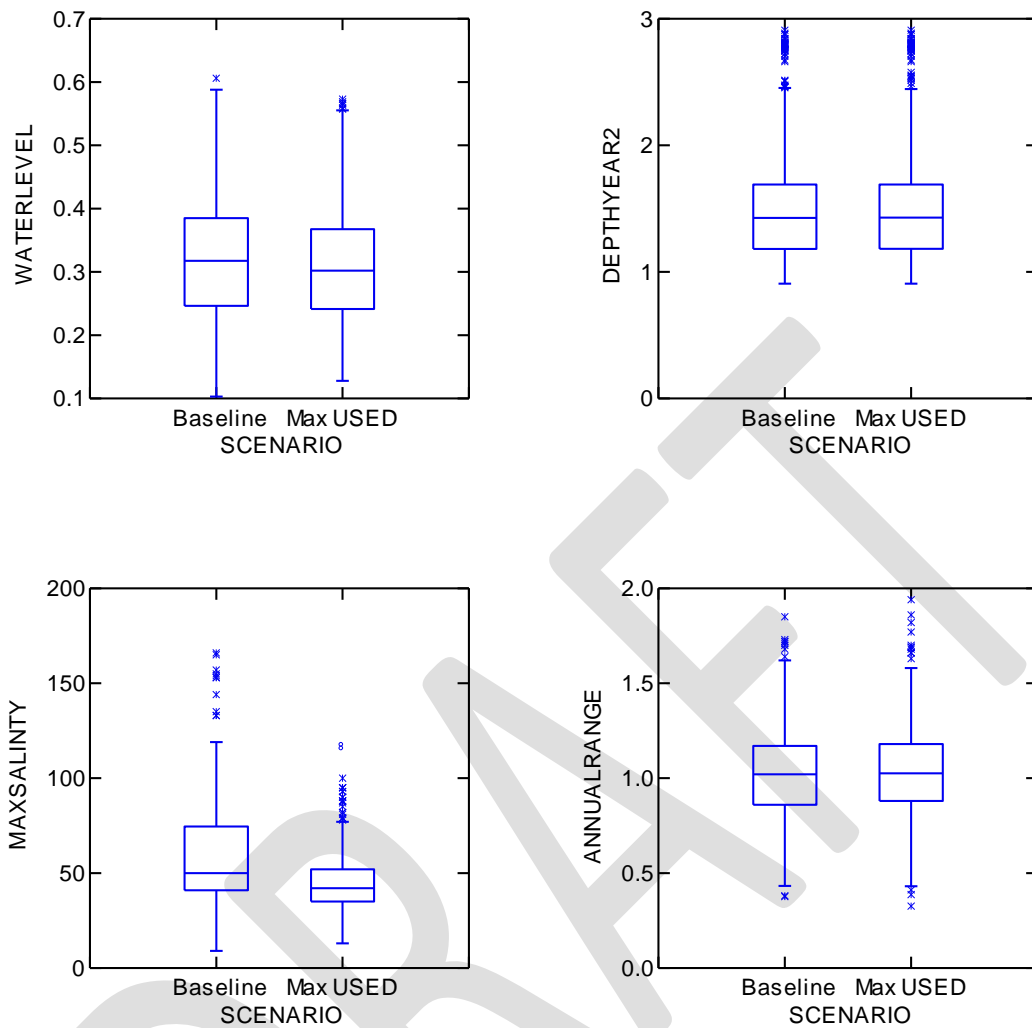 0.7
0.6
0.5
0.4
0.3
0.2
0.1
WATERLEVEL
Baseline Max USED
SCENARIO
3
2
1
0
DEPTHYEAR2
Baseline Max USED
SCENARIO
200
150
100
50
0
MAXSALINTY
Baseline Max USED
SCENARIO
2.0
1.5
1.0
0.5
0.0
ANNUALRANGE
Baseline Max USED
SCENARIO
DRAFT